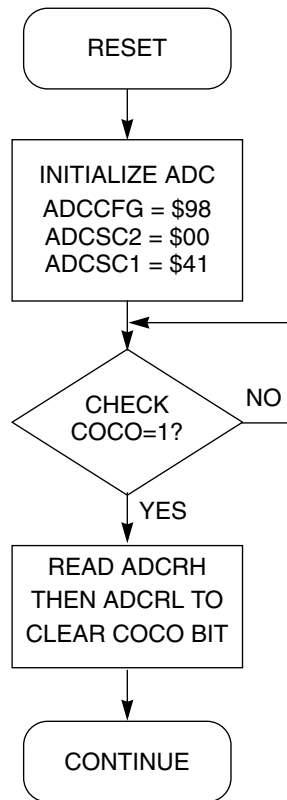 RESET
INITIALIZE ADC
ADCCFG = $98
ADCSC2 = $00
ADCSC1 = $41
CHECK
COCO=1?
NO
YES
READ ADCRH
THEN ADCRL TO
CLEAR COCO BIT
CONTINUE